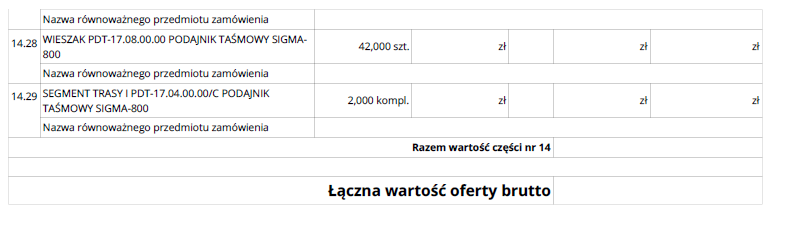 Nazwa równoważnego przedmiotu zamówienia
14.28 WIESZAK PDT-17.08.00.00 PODAJNIK TAŚMOWY SIGMA- 42,000 szt. zł zł zł
800
Nazwa równoważnego przedmiotu zamówienia
14.29 SEGMENT TRASY I PDT-17.04.00.00/C PODAJNIK 2,000 kompl. zł zł zł
TAŚMOWY SIGMA-800
Nazwa równoważnego przedmiotu zamówienia
Razem wartość części nr 14
Łączna wartość oferty brutto